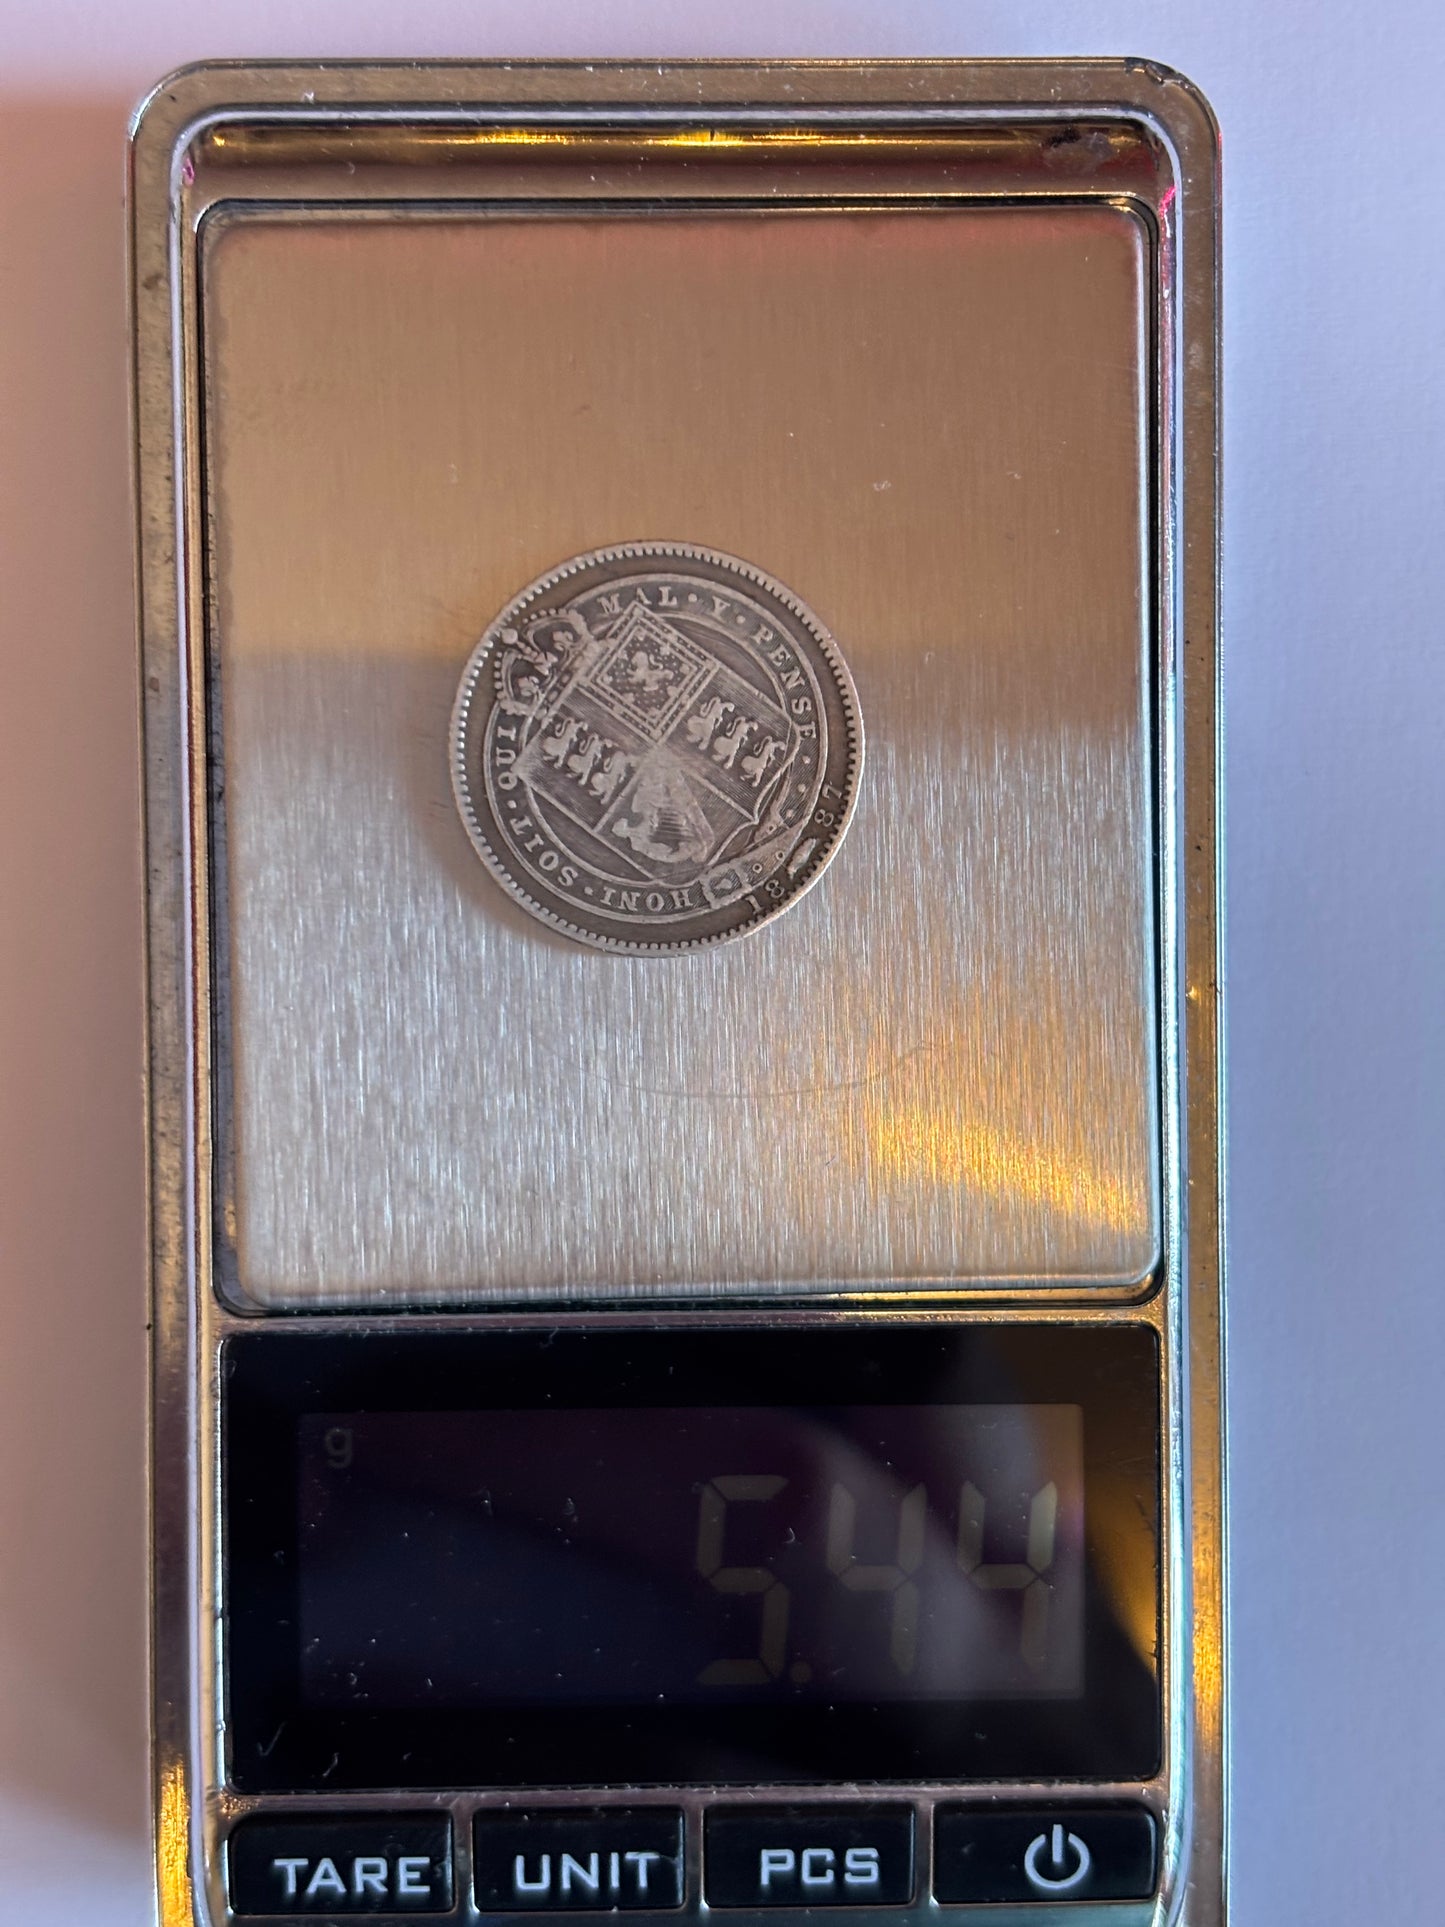 HONI · SOIT · QUI MAL · Y · PENSE ·
18 87
g
5.44
TARE UNIT PCS